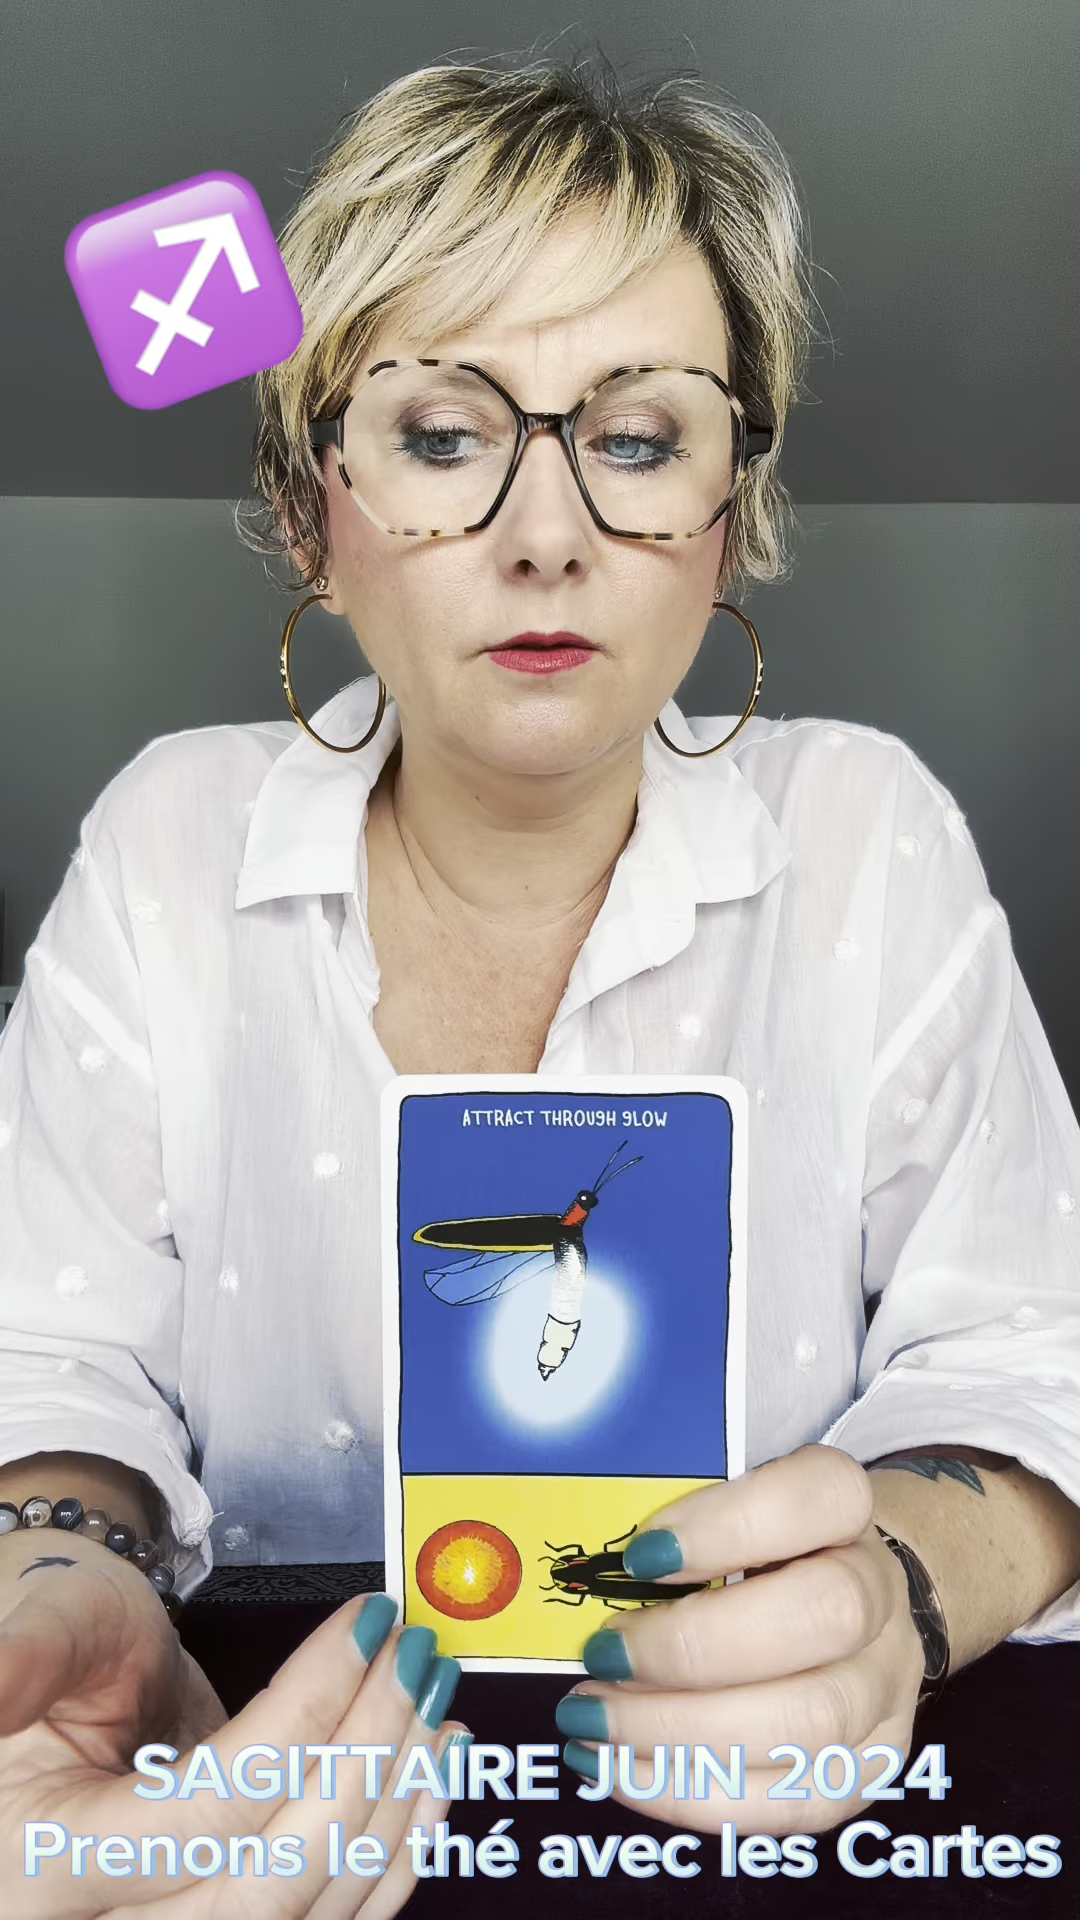 ATTRACT THROUGH GLOW
SAGITTAIRE JUIN 2024
Prenons le thé avec les Cartes